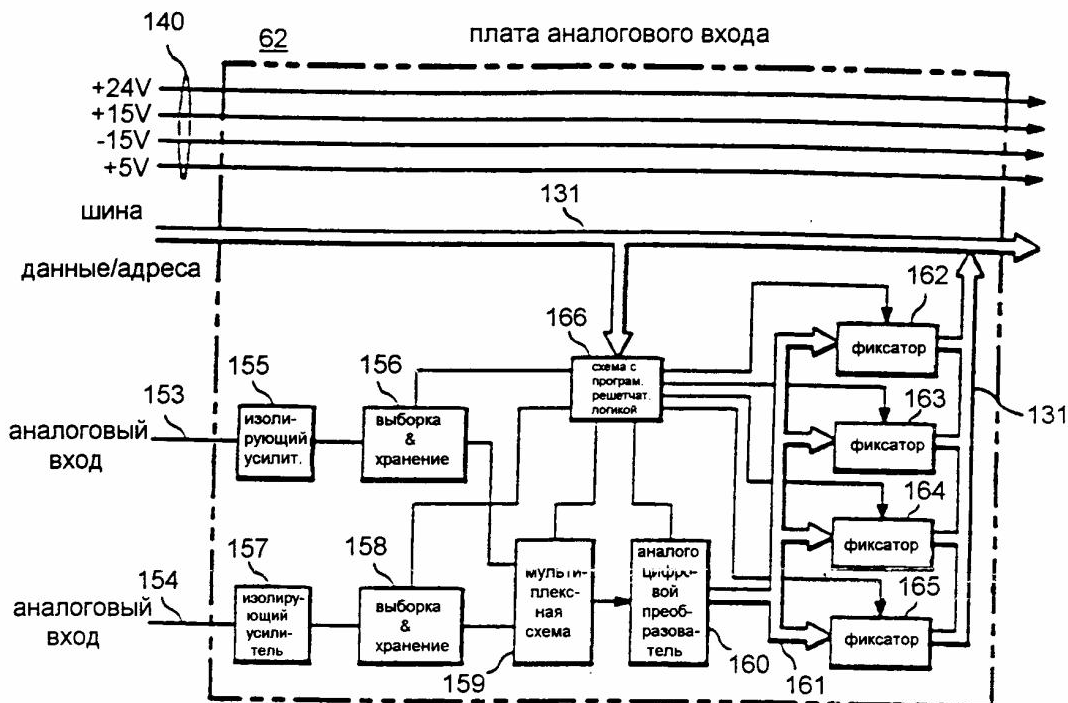 плата аналогового входа
140
62
+24V
+15V
-15V
+5V
шина
131
данные/адреса
162
166
фиксатор
схема с
програм.
решетчат.
логикой
155
156
153
163
131
аналоговый
вход
изоли-
рующий
усилит.
выборка
&
хранение
фиксатор
164
157
158
фиксатор
154
аналоговый
вход
изолиру-
ющий
усили-
тель
выборка
&
хранение
мульти-
плекс-
ная
схема
аналого
цифро-
вой
преоб-
разова-
тель
165
фиксатор
159
160
161